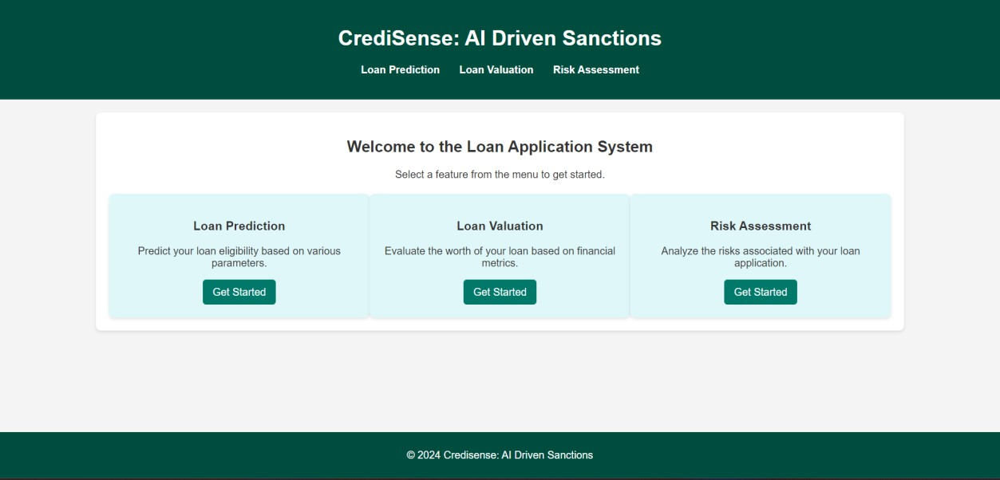 CrediSense: AI Driven Sanctions
Loan Prediction Loan Valuation Risk Assessment
Welcome to the Loan Application System
Select a feature from the menu to get started.
Loan Prediction
Predict your loan eligibility based on various
parameters.
Get Started
Loan Valuation
Evaluate the worth of your loan based on financial
metrics.
Get Started
Risk Assessment
Analyze the risks associated with your loan
application.
Get Started
© 2024 Credisense: AI Driven Sanctions